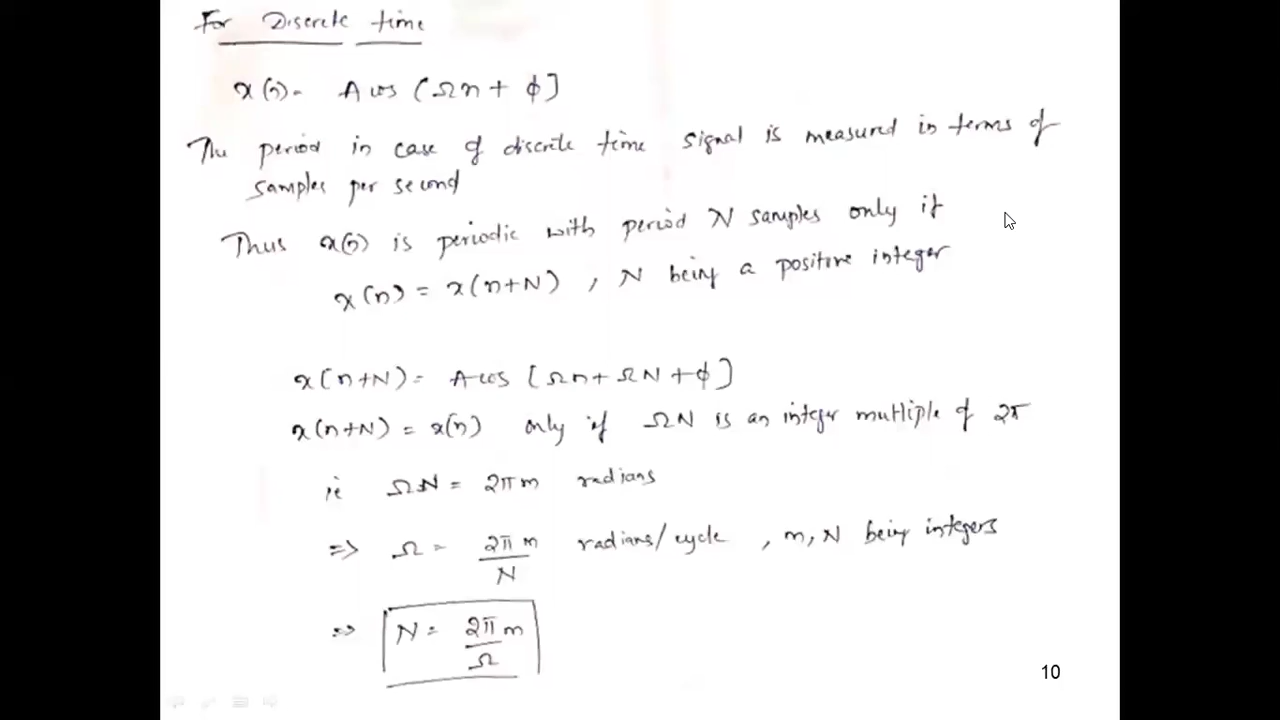 For Discrete time
x(n) = A cos [Ωn + ϕ]
The period in case of discrete time signal is measured in terms of
samples per second
Thus x(n) is periodic with period N samples only if
x(n) = x(n+N) , N being a positive integer
x(n+N) = A cos [Ωn + ΩN + ϕ]
x(n+N) = x(n) only if ΩN is an integer multiple of 2π
ie ΩN = 2πm radians
=> Ω = 2πm/N radians/cycle , m, N being integers
=> N = 2πm/Ω
10